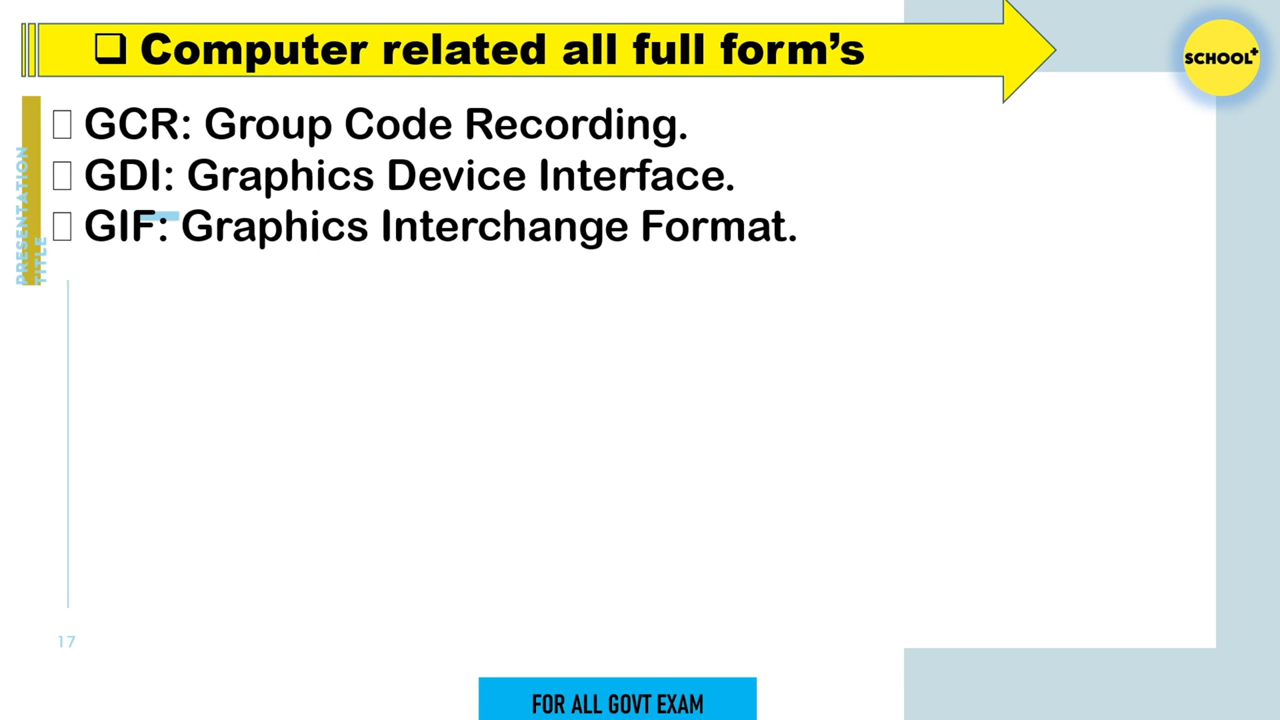 ❑ Computer related all full form’s
SCHOOL+
GCR: Group Code Recording.
GDI: Graphics Device Interface.
GIF: Graphics Interchange Format.
PRESENTATION
TITLE
17
FOR ALL GOVT EXAM